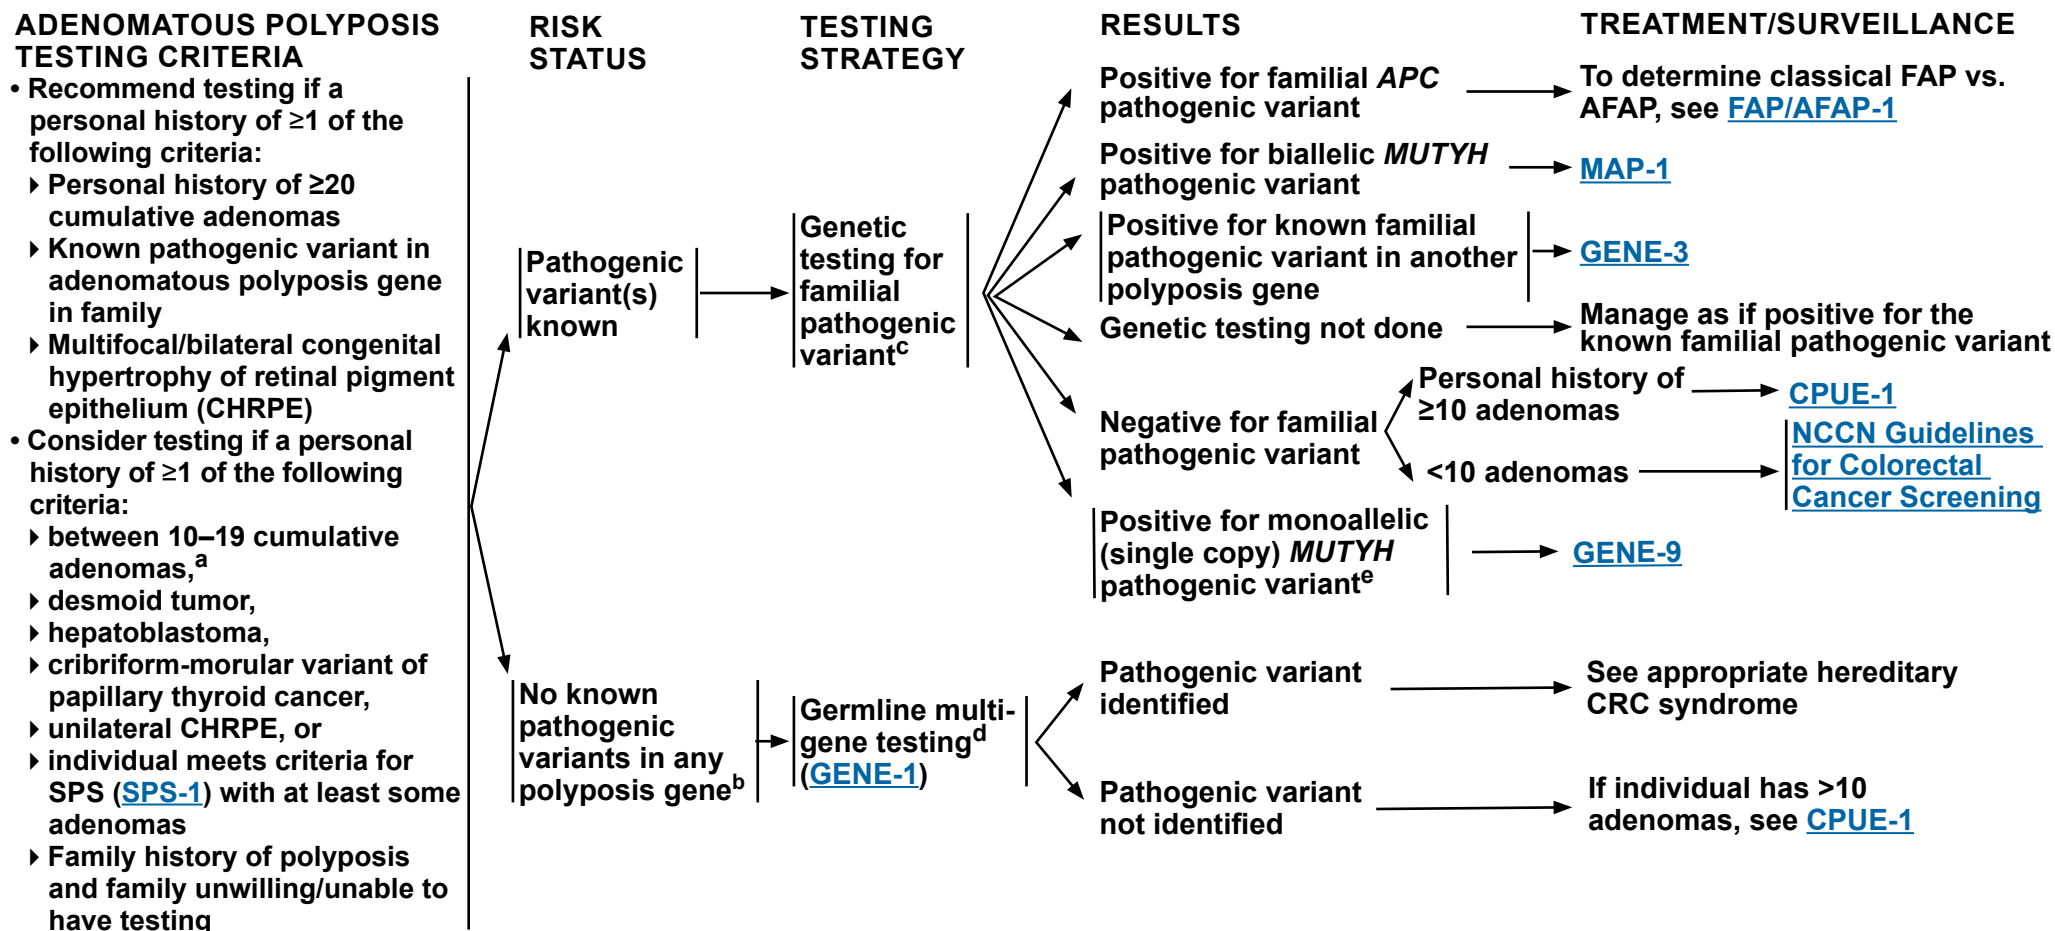 ADENOMATOUS POLYPOSIS
TESTING CRITERIA
• Recommend testing if a
personal history of ≥1 of the
following criteria:
▸ Personal history of ≥20
cumulative adenomas
▸ Known pathogenic variant in
adenomatous polyposis gene
in family
▸ Multifocal/bilateral congenital
hypertrophy of retinal pigment
epithelium (CHRPE)
• Consider testing if a personal
history of ≥1 of the following
criteria:
▸ between 10–19 cumulative
adenomas,a
▸ desmoid tumor,
▸ hepatoblastoma,
▸ cribriform-morular variant of
papillary thyroid cancer,
▸ unilateral CHRPE, or
▸ individual meets criteria for
SPS (SPS-1) with at least some
adenomas
▸ Family history of polyposis
and family unwilling/unable to
have testing
RISK
STATUS
Pathogenic
variant(s)
known
No known
pathogenic
variants in any
polyposis geneb
TESTING
STRATEGY
Genetic
testing for
familial
pathogenic
variantc
Germline multi-
gene testingd
(GENE-1)
RESULTS
Positive for familial APC
pathogenic variant
Positive for biallelic MUTYH
pathogenic variant
Positive for known familial
pathogenic variant in another
polyposis gene
Genetic testing not done
Negative for familial
pathogenic variant
Personal history of
≥10 adenomas
<10 adenomas
Positive for monoallelic
(single copy) MUTYH
pathogenic variante
Pathogenic variant
identified
Pathogenic variant
not identified
TREATMENT/SURVEILLANCE
To determine classical FAP vs.
AFAP, see FAP/AFAP-1
MAP-1
GENE-3
Manage as if positive for the
known familial pathogenic variant
CPUE-1
NCCN Guidelines
for Colorectal
Cancer Screening
GENE-9
See appropriate hereditary
CRC syndrome
If individual has >10
adenomas, see CPUE-1